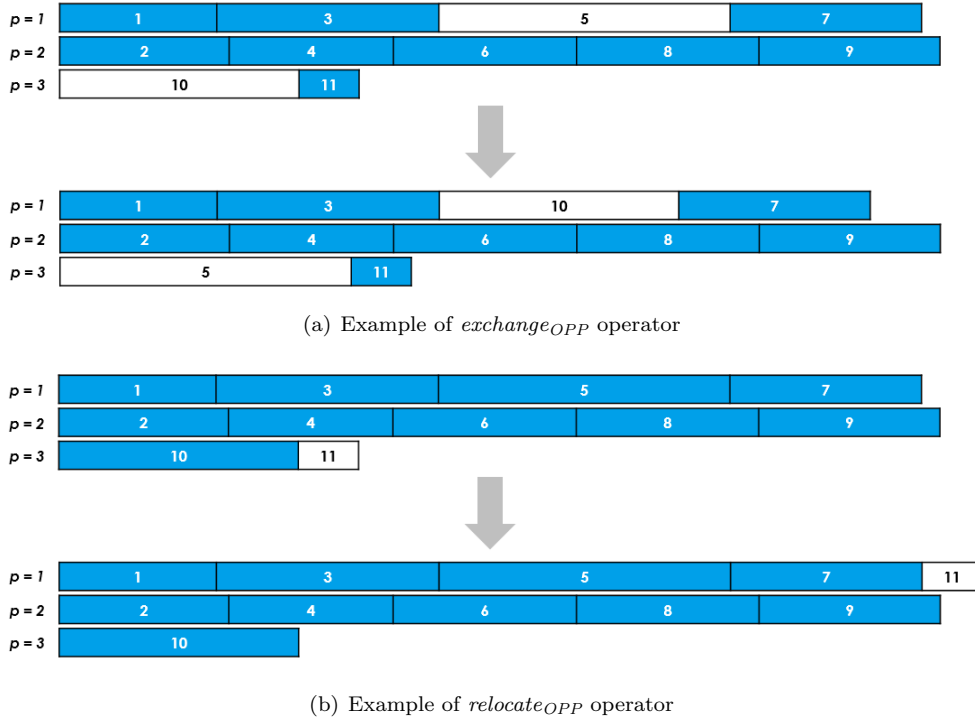 p = 1 1 3 5 7
p = 2 2 4 6 8 9
p = 3 10 11
p = 1 1 3 10 7
p = 2 2 4 6 8 9
p = 3 5 11
(a) Example of exchangeOPP operator
p = 1 1 3 5 7
p = 2 2 4 6 8 9
p = 3 10 11
p = 1 1 3 5 7 11
p = 2 2 4 6 8 9
p = 3 10
(b) Example of relocateOPP operator